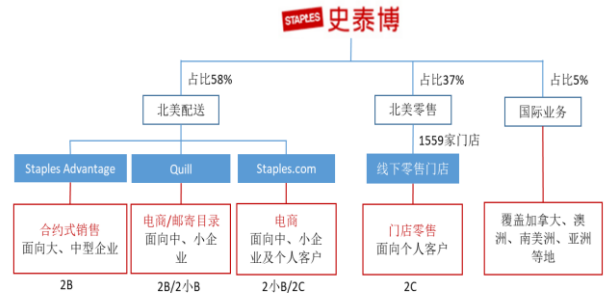 STAPLES 史泰博
占比58%
占比37%
占比5%
北美配送
北美零售
国际业务
1559家门店
Staples Advantage
Quill
Staples.com
线下零售门店
合约式销售
面向大、中型企业
电商/邮寄目录
面向中、小企
业
电商
面向中、小企
业及个人客户
门店零售
面向个人客户
覆盖加拿大、澳
洲、南美洲、亚洲
等地
2B
2B/2小B
2小B/2C
2C